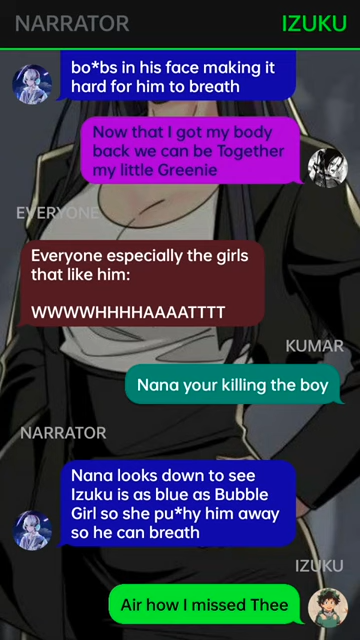 NARRATOR
IZUKU
bo*bs in his face making it
hard for him to breath
Now that I got my body
back we can be Together
my little Greenie
EVERYONE
Everyone especially the girls
that like him:
WWWWHHHHAAAATTTT
KUMAR
Nana your killing the boy
NARRATOR
Nana looks down to see
Izuku is as blue as Bubble
Girl so she pu*hy him away
so he can breath
IZUKU
Air how I missed Thee